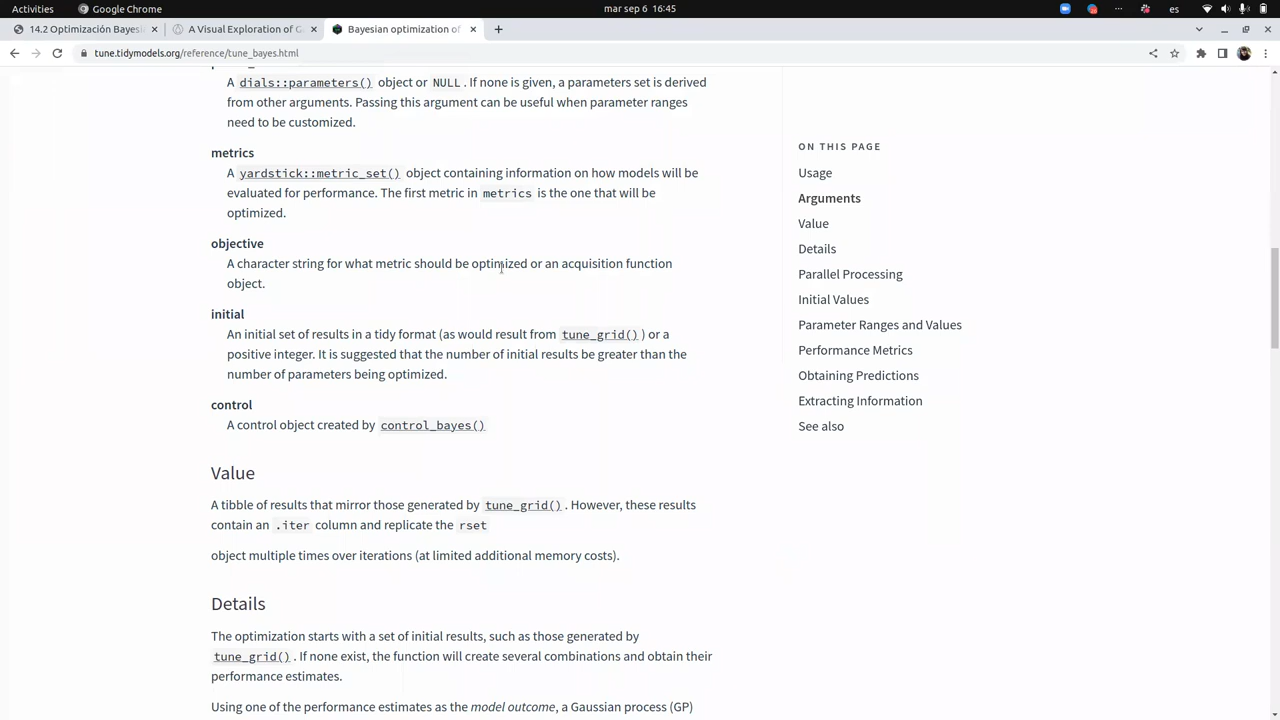 Activities
Google Chrome
mar sep 6 16:45
es
14.2 Optimización Bayesi
A Visual Exploration of G
Bayesian optimization of
tune.tidymodels.org/reference/tune_bayes.html
A dials::parameters() object or NULL. If none is given, a parameters set is derived
from other arguments. Passing this argument can be useful when parameter ranges
need to be customized.
metrics
A yardstick::metric_set() object containing information on how models will be
evaluated for performance. The first metric in metrics is the one that will be
optimized.
objective
A character string for what metric should be optimized or an acquisition function
object.
initial
An initial set of results in a tidy format (as would result from tune_grid()) or a
positive integer. It is suggested that the number of initial results be greater than the
number of parameters being optimized.
control
A control object created by control_bayes()
Value
A tibble of results that mirror those generated by tune_grid(). However, these results
contain an .iter column and replicate the rset
object multiple times over iterations (at limited additional memory costs).
Details
The optimization starts with a set of initial results, such as those generated by
tune_grid(). If none exist, the function will create several combinations and obtain their
performance estimates.
Using one of the performance estimates as the model outcome, a Gaussian process (GP)
ON THIS PAGE
Usage
Arguments
Value
Details
Parallel Processing
Initial Values
Parameter Ranges and Values
Performance Metrics
Obtaining Predictions
Extracting Information
See also